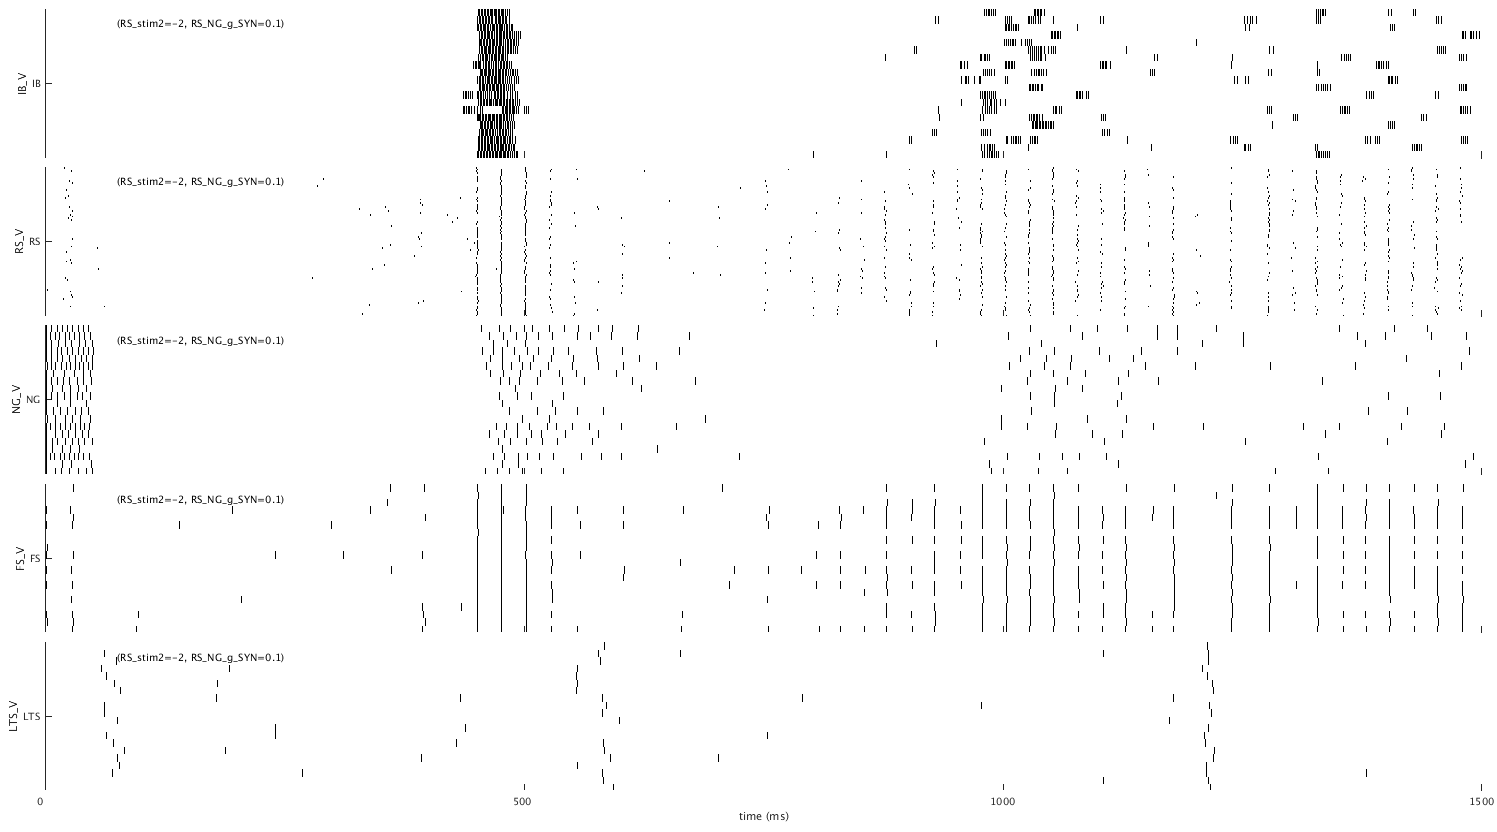 (RS_stim2=-2, RS_NG_g_SYN=0.1)
IB_V
IB
(RS_stim2=-2, RS_NG_g_SYN=0.1)
RS_V
RS
(RS_stim2=-2, RS_NG_g_SYN=0.1)
NG_V
NG
(RS_stim2=-2, RS_NG_g_SYN=0.1)
FS_V
FS
(RS_stim2=-2, RS_NG_g_SYN=0.1)
LTS_V
LTS
0 500 1000 1500
time (ms)